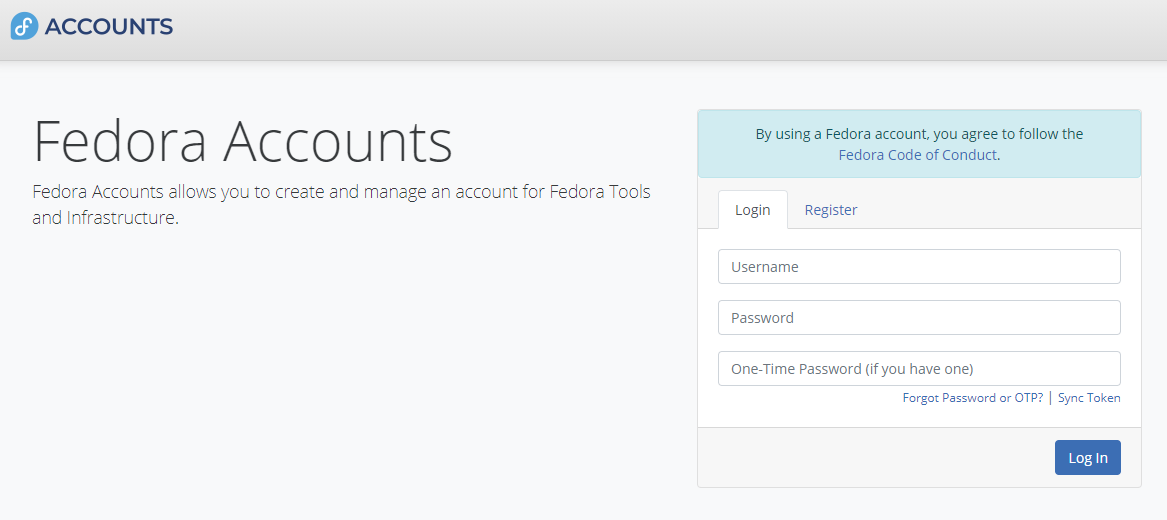 ACCOUNTS
Fedora Accounts
Fedora Accounts allows you to create and manage an account for Fedora Tools
and Infrastructure.
By using a Fedora account, you agree to follow the
Fedora Code of Conduct.
Login Register
Username
Password
One-Time Password (if you have one)
Forgot Password or OTP? | Sync Token
Log In